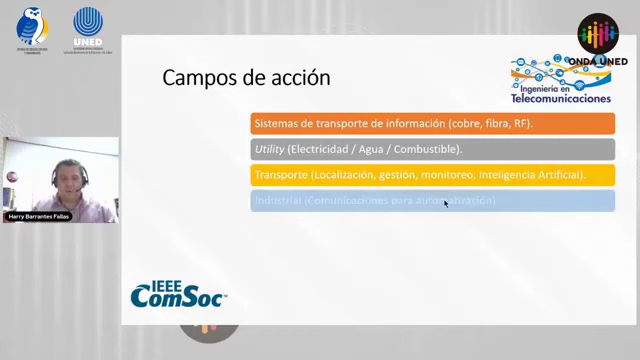 UNED
ONDA UNED
Campos de acción
Ingeniería en
Telecomunicaciones
Sistemas de transporte de información (cobre, fibra, RF).
Utility (Electricidad / Agua / Combustible).
Transporte (Localización, gestión, monitoreo, Inteligencia Artificial).
Industrial (Comunicaciones para automatización)
Harry Barrantes Fallas
IEEE
ComSoc